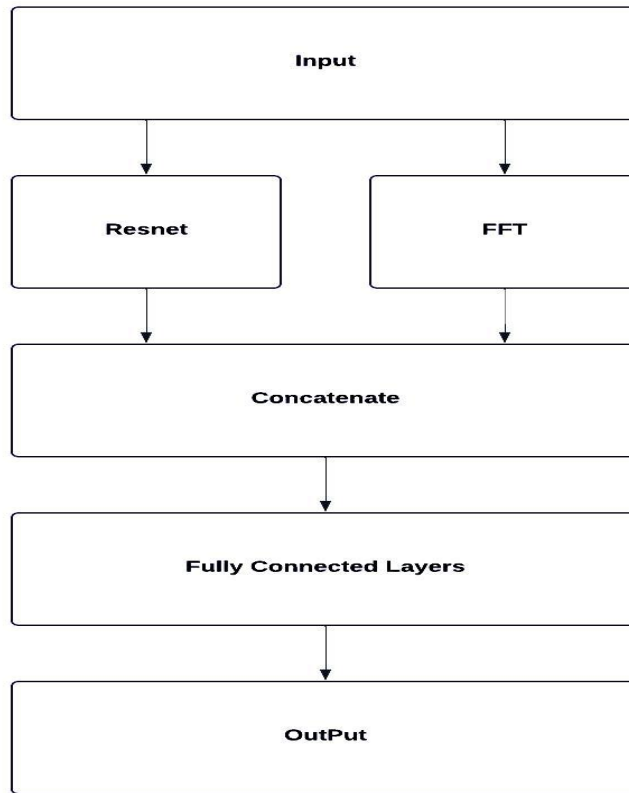 Input
Resnet
FFT
Concatenate
Fully Connected Layers
OutPut